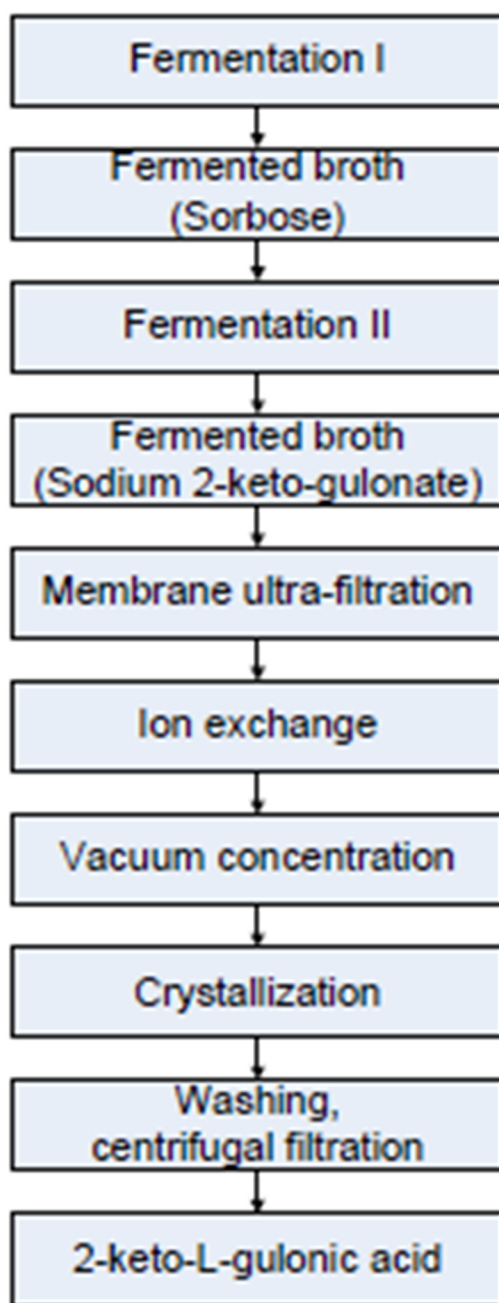 Fermentation I
Fermented broth
(Sorbose)
Fermentation II
Fermented broth
(Sodium 2-keto-gulonate)
Membrane ultra-filtration
Ion exchange
Vacuum concentration
Crystallization
Washing,
centrifugal filtration
2-keto-L-gulonic acid